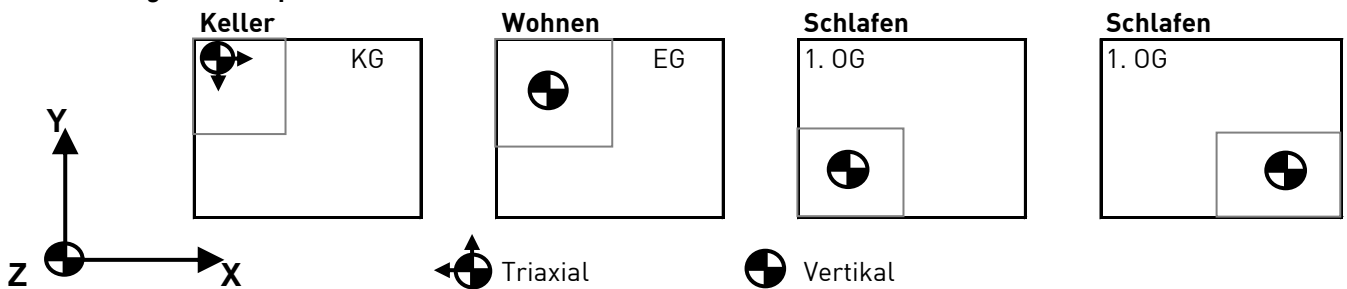 Keller Wohnen Schlafen Schlafen
KG EG 1. OG 1. OG
Y
Z X Triaxial Vertikal